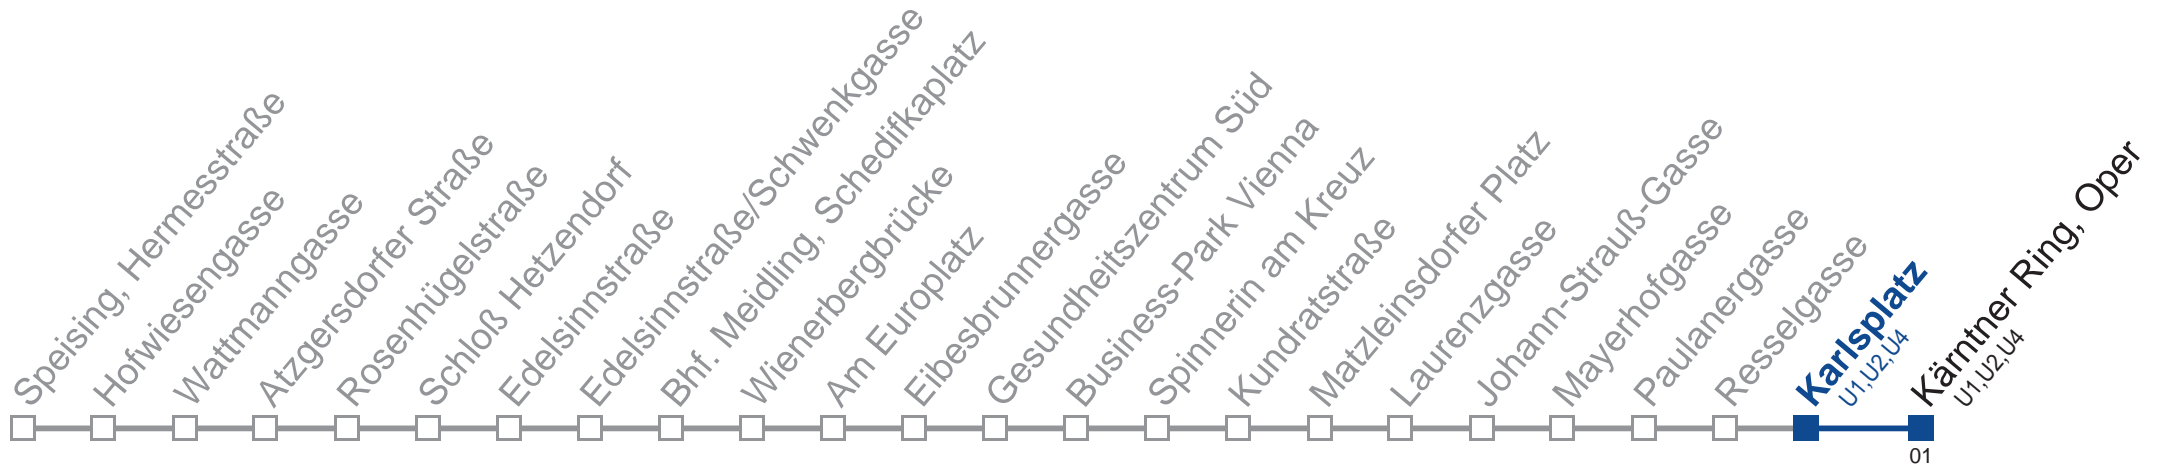 Speising, Hermesstraße
Hofwiesengasse
Wattmanngasse
Atzgersdorfer Straße
Rosenhügelstraße
Schloß Hetzendorf
Edelsinnstraße
Edelsinnstraße/Schwenkgasse
Bhf. Meidling, Schedifkaplatz
Wienerbergbrücke
Am Europlatz
Eibesbrunnergasse
Gesundheitszentrum Süd
Business-Park Vienna
Spinnerin am Kreuz
Kundratstraße
Matzleinsdorfer Platz
Laurenzgasse
Johann-Strauß-Gasse
Mayerhofgasse
Paulanergasse
Resselgasse
Karlsplatz
U1,U2,U4
Kärntner Ring, Oper
U1,U2,U4
01